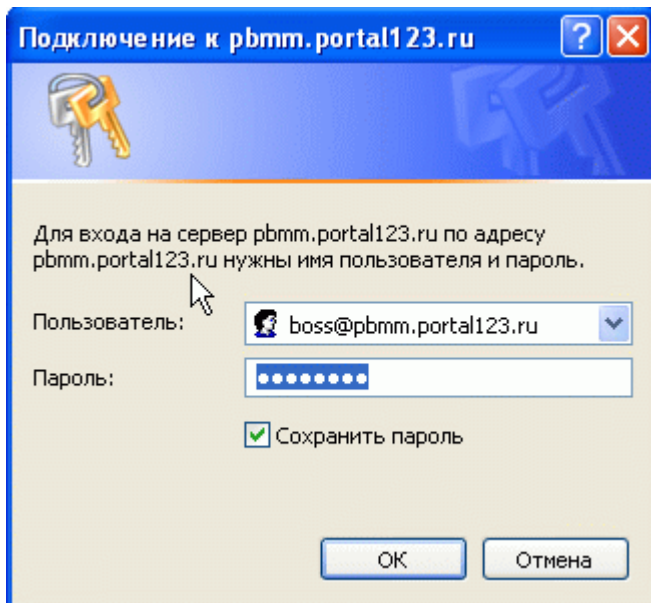 Подключение к pbmm.portal123.ru
Для входа на сервер pbmm.portal123.ru по адресу
pbmm.portal123.ru нужны имя пользователя и пароль.
Пользователь: boss@pbmm.portal123.ru
Пароль: ●●●●●●●●
Сохранить пароль
ОК Отмена